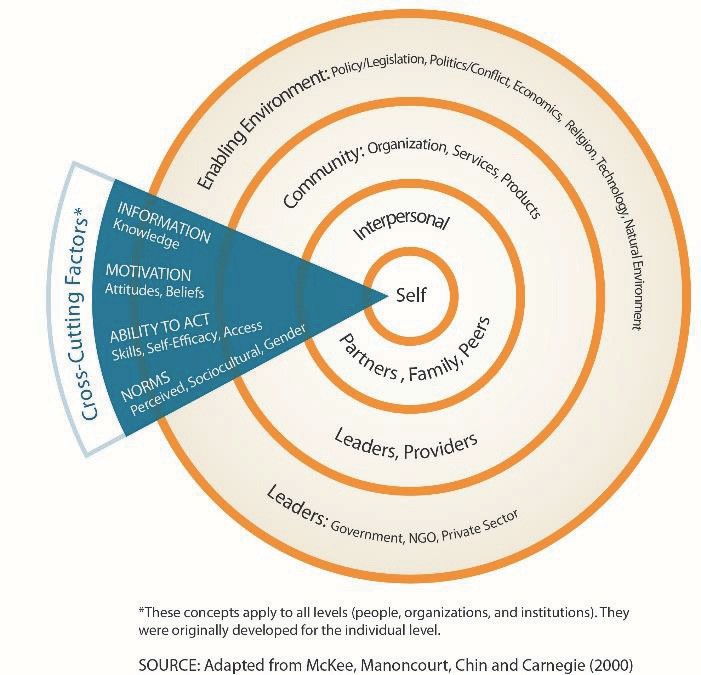 Enabling Environment: Policy/Legislation, Politics/Conflict, Economics, Religion, Technology, Natural Environment
Community: Organization, Services, Products
Interpersonal
Self
Partners, Family, Peers
Leaders, Providers
Leaders: Government, NGO, Private Sector
Cross-Cutting Factors*
INFORMATION
Knowledge
MOTIVATION
Attitudes, Beliefs
ABILITY TO ACT
Skills, Self-Efficacy, Access
NORMS
Perceived, Sociocultural, Gender
*These concepts apply to all levels (people, organizations, and institutions). They
were originally developed for the individual level.
SOURCE: Adapted from McKee, Manoncourt, Chin and Carnegie (2000)